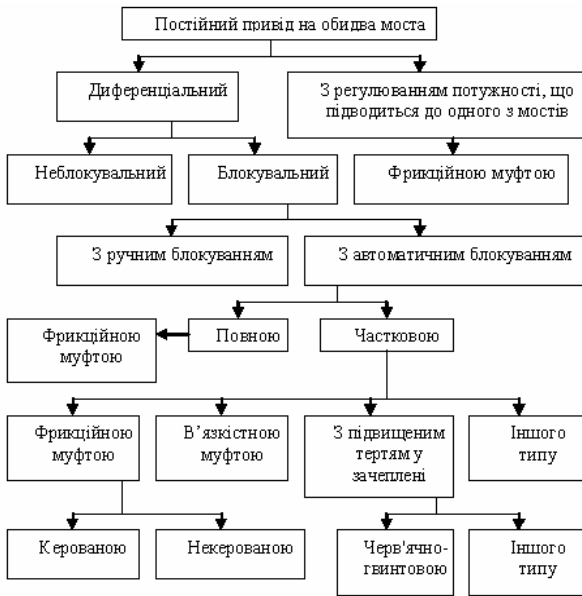 Постійний привід на обидва моста
Диференціальний
З регулюванням потужності, що
підводиться до одного з мостів
Неблокувальний
Блокувальний
Фрикційною муфтою
З ручним блокуванням
З автоматичним блокуванням
Фрикційною
муфтою
Повною
Частковою
Фрикційною
муфтою
В’язкістною
муфтою
З підвищеним
тертям у
зачеплені
Іншого
типу
Керованою
Некерованою
Черв'ячно-
гвинтовою
Іншого
типу